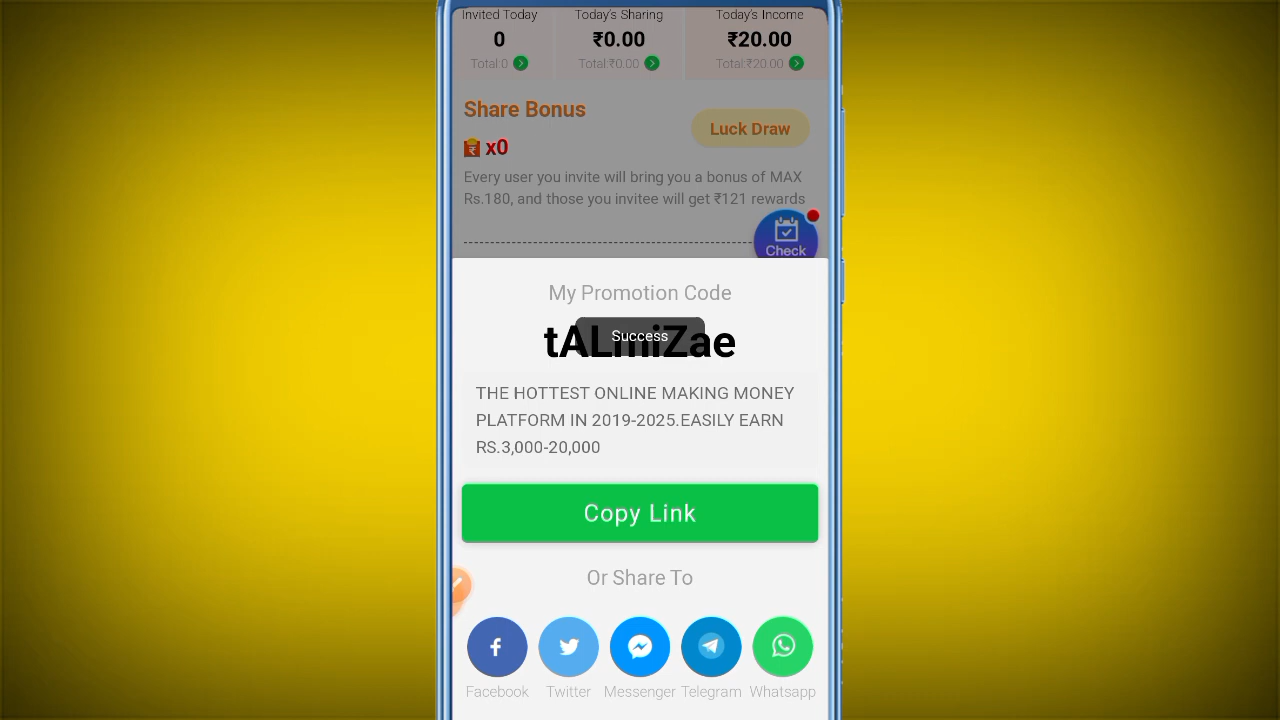 Invited Today
Today's Sharing
Today's Income
0
₹0.00
₹20.00
Total:0
Total:₹0.00
Total:₹20.00
Share Bonus
Luck Draw
x0
Every user you invite will bring you a bonus of MAX
Rs.180, and those you invitee will get ₹121 rewards
Check
My Promotion Code
tALmiZae
Success
THE HOTTEST ONLINE MAKING MONEY
PLATFORM IN 2019-2025.EASILY EARN
RS.3,000-20,000
Copy Link
Or Share To
Facebook
Twitter
Messenger
Telegram
Whatsapp